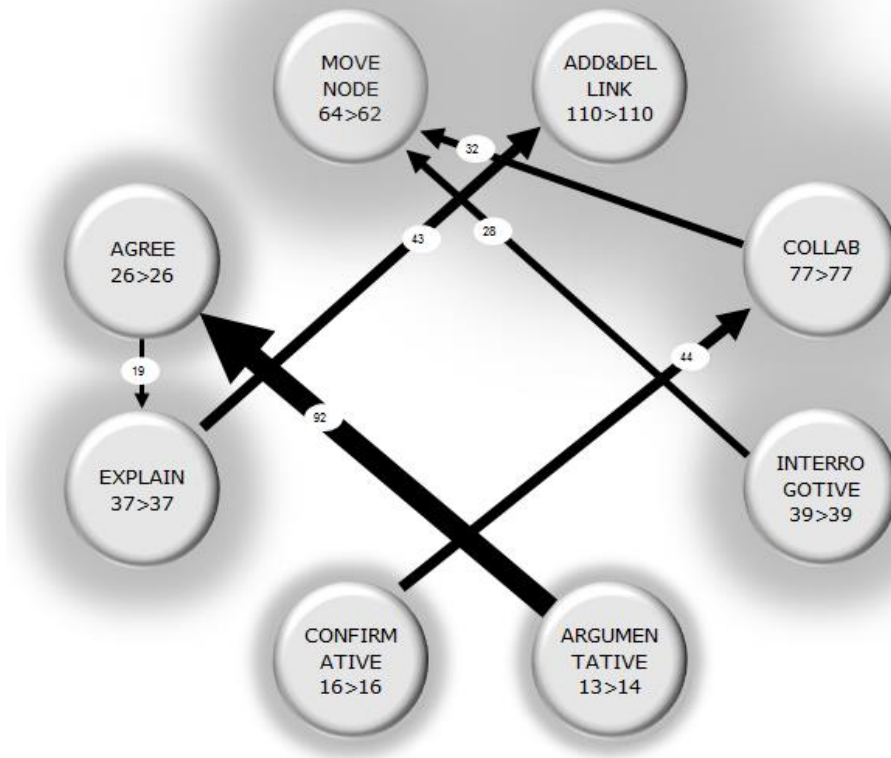 MOVE
NODE
64>62
ADD&DEL
LINK
110>110
32
43
28
AGREE
26>26
COLLAB
77>77
19
44
92
EXPLAIN
37>37
INTERRO
GOTIVE
39>39
CONFIRM
ATIVE
16>16
ARGUMEN
TATIVE
13>14